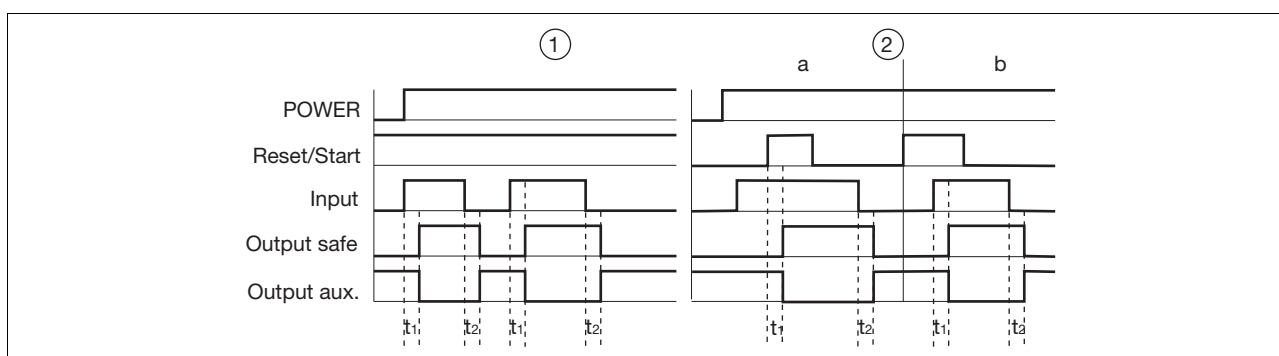 ① ②
a b
POWER
Reset/Start
Input
Output safe
Output aux.
t₁ t₂ t₁ t₂ t₁ t₂ t₁ t₂